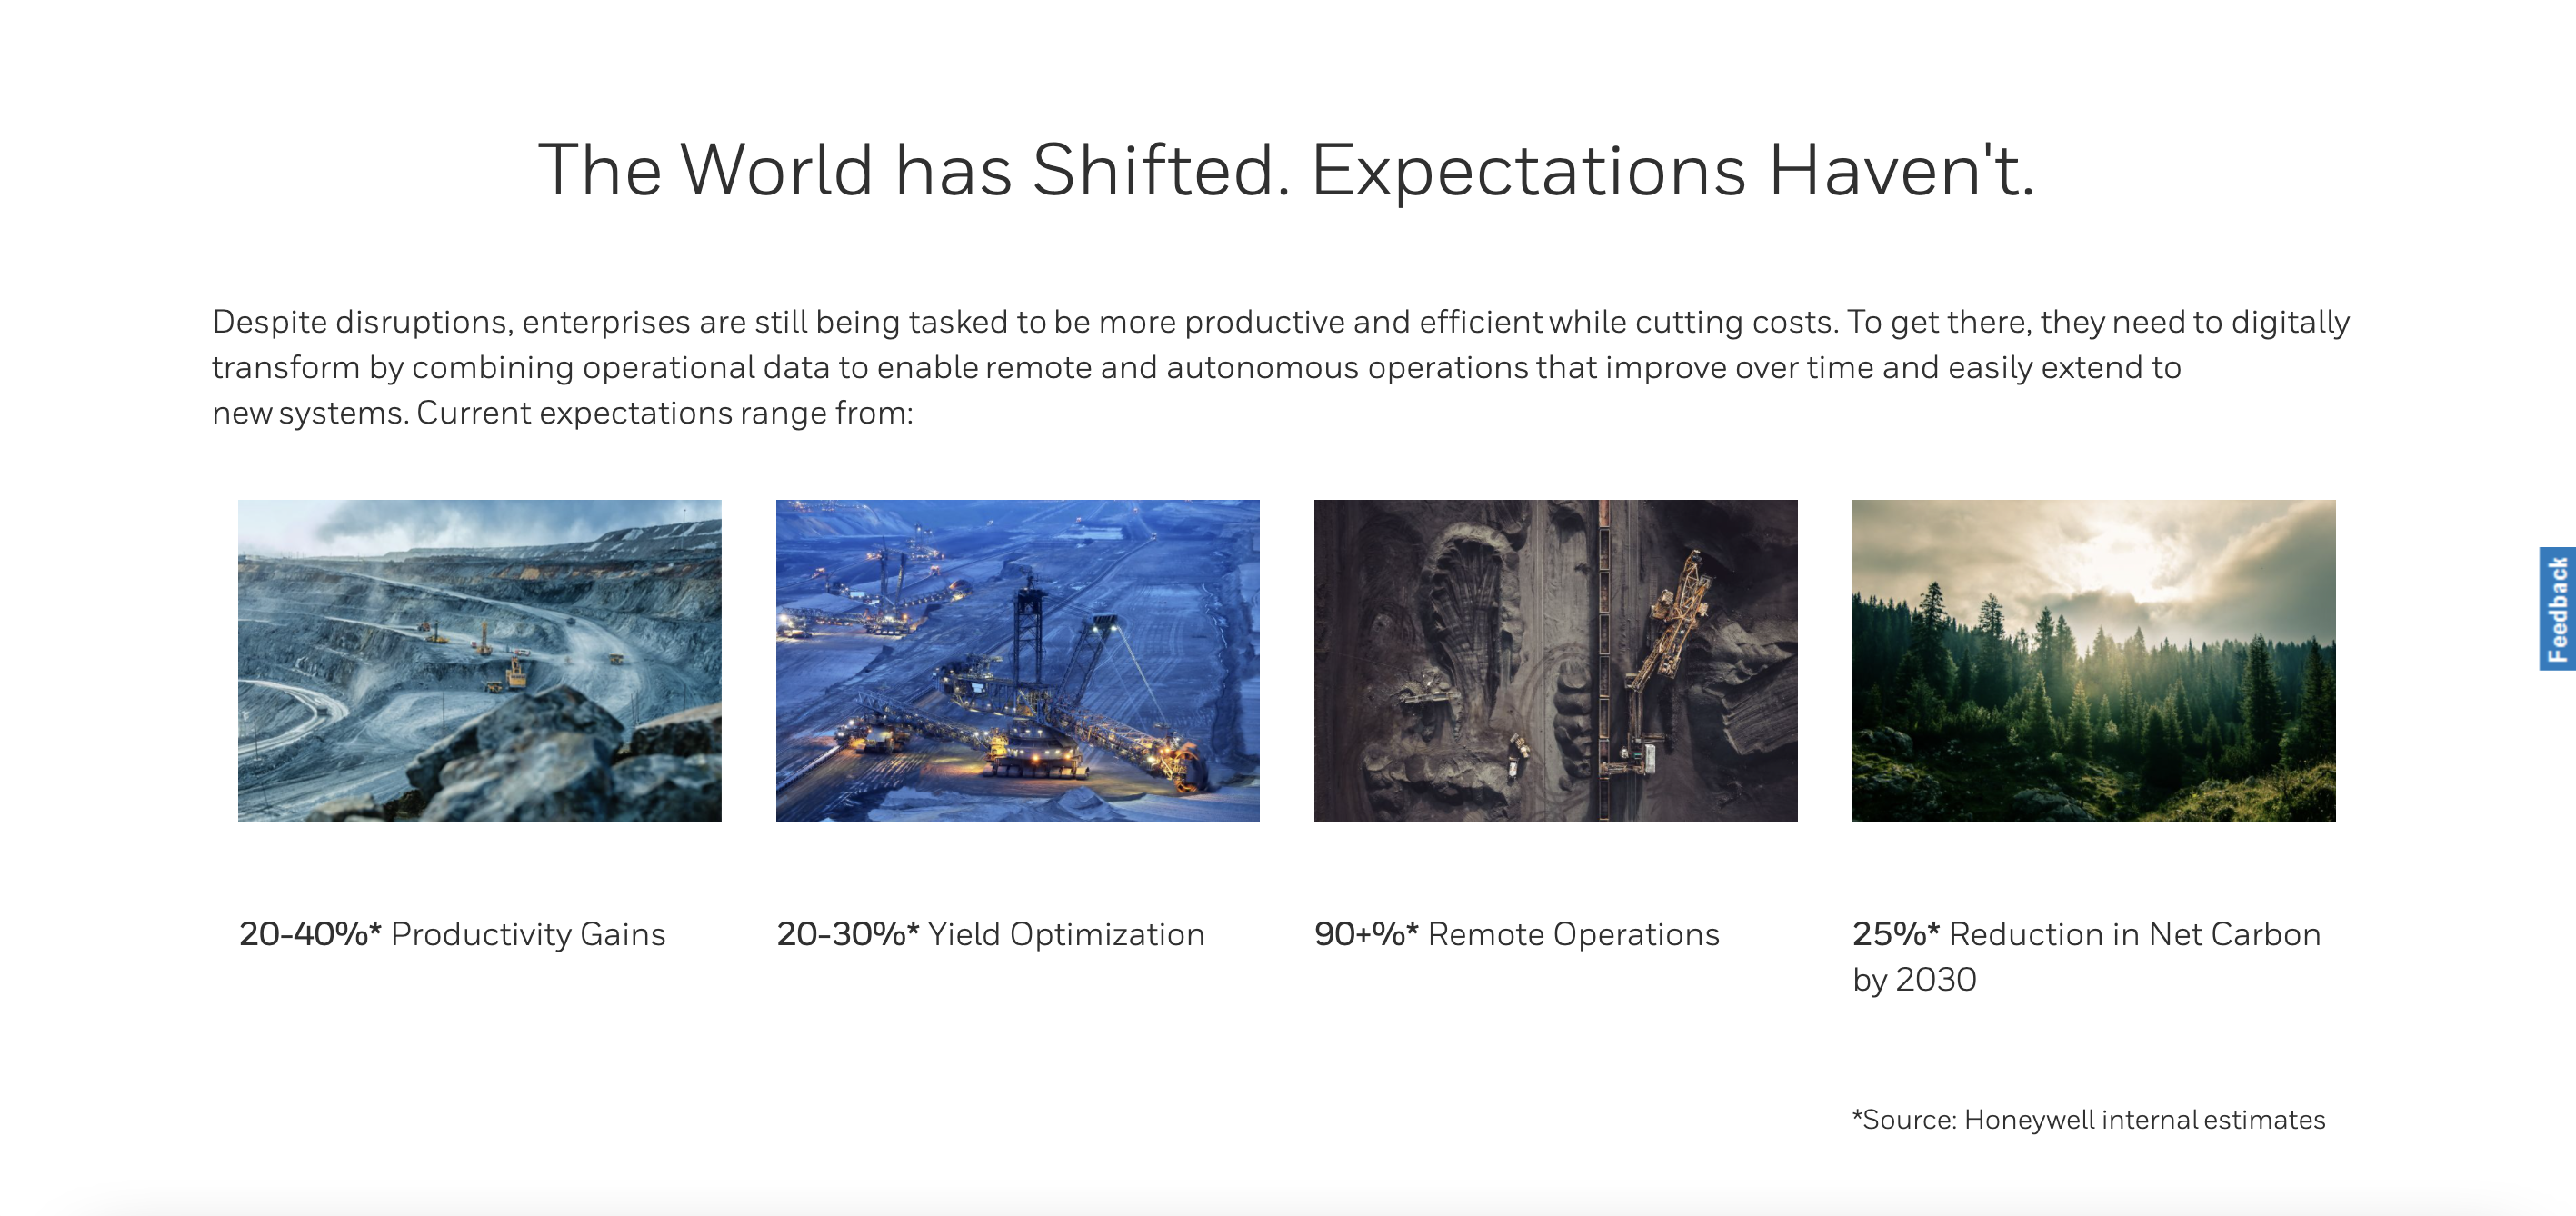 The World has Shifted. Expectations Haven't.
Despite disruptions, enterprises are still being tasked to be more productive and efficient while cutting costs. To get there, they need to digitally
transform by combining operational data to enable remote and autonomous operations that improve over time and easily extend to
new systems. Current expectations range from:
Feedback
20-40%* Productivity Gains
20-30%* Yield Optimization
90+%* Remote Operations
25%* Reduction in Net Carbon
by 2030
*Source: Honeywell internal estimates